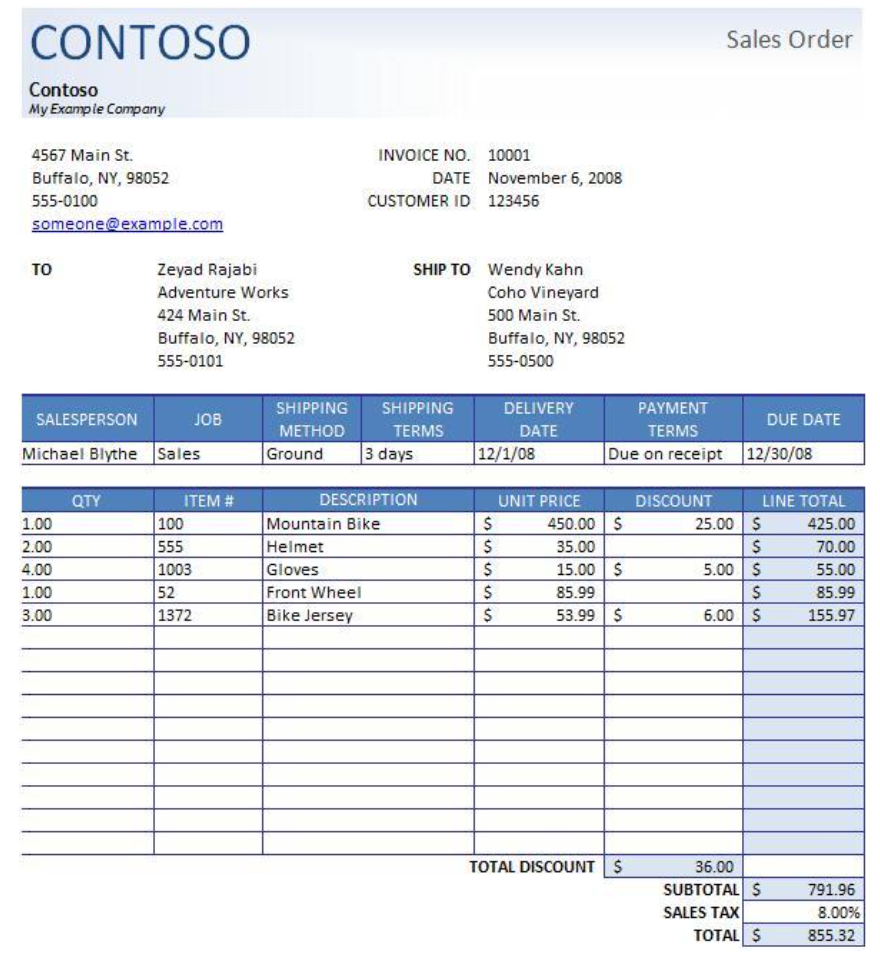 CONTOSO
Sales Order
Contoso
My Example Company
4567 Main St.
Buffalo, NY, 98052
555-0100
someone@example.com
INVOICE NO. 10001
DATE November 6, 2008
CUSTOMER ID 123456
TO Zeyad Rajabi
Adventure Works
424 Main St.
Buffalo, NY, 98052
555-0101
SHIP TO Wendy Kahn
Coho Vineyard
500 Main St.
Buffalo, NY, 98052
555-0500
SALESPERSON JOB SHIPPING METHOD SHIPPING TERMS DELIVERY DATE PAYMENT TERMS DUE DATE
Michael Blythe Sales Ground 3 days 12/1/08 Due on receipt 12/30/08
QTY ITEM # DESCRIPTION UNIT PRICE DISCOUNT LINE TOTAL
1.00 100 Mountain Bike $ 450.00 $ 25.00 $ 425.00
2.00 555 Helmet $ 35.00 $ 70.00
4.00 1003 Gloves $ 15.00 $ 5.00 $ 55.00
1.00 52 Front Wheel $ 85.99 $ 85.99
3.00 1372 Bike Jersey $ 53.99 $ 6.00 $ 155.97
TOTAL DISCOUNT $ 36.00
SUBTOTAL $ 791.96
SALES TAX 8.00%
TOTAL $ 855.32